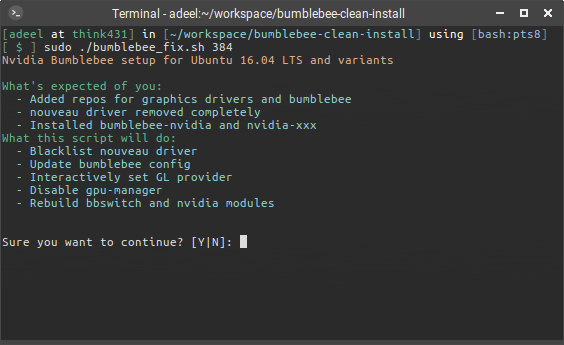 Terminal - adeel:~/workspace/bumblebee-clean-install
[adeel at think431] in [~/workspace/bumblebee-clean-install] using [bash:pts8]
[ $ ] sudo ./bumblebee_fix.sh 384
Nvidia Bumblebee setup for Ubuntu 16.04 LTS and variants
What's expected of you:
- Added repos for graphics drivers and bumblebee
- nouveau driver removed completely
- Installed bumblebee-nvidia and nvidia-xxx
What this script will do:
- Blacklist nouveau driver
- Update bumblebee config
- Interactively set GL provider
- Disable gpu-manager
- Rebuild bbswitch and nvidia modules
Sure you want to continue? [Y|N]: